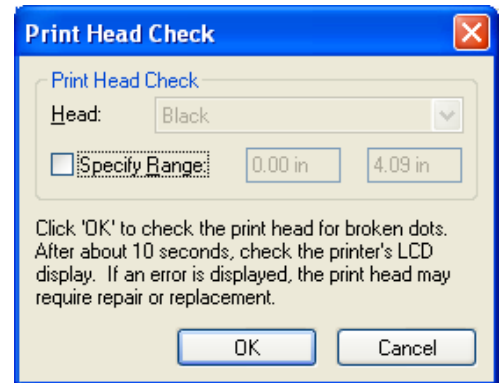 Print Head Check
Print Head Check
Head: Black
Specify Range: 0.00 in 4.09 in
Click 'OK' to check the print head for broken dots.
After about 10 seconds, check the printer's LCD
display. If an error is displayed, the print head may
require repair or replacement.
OK Cancel